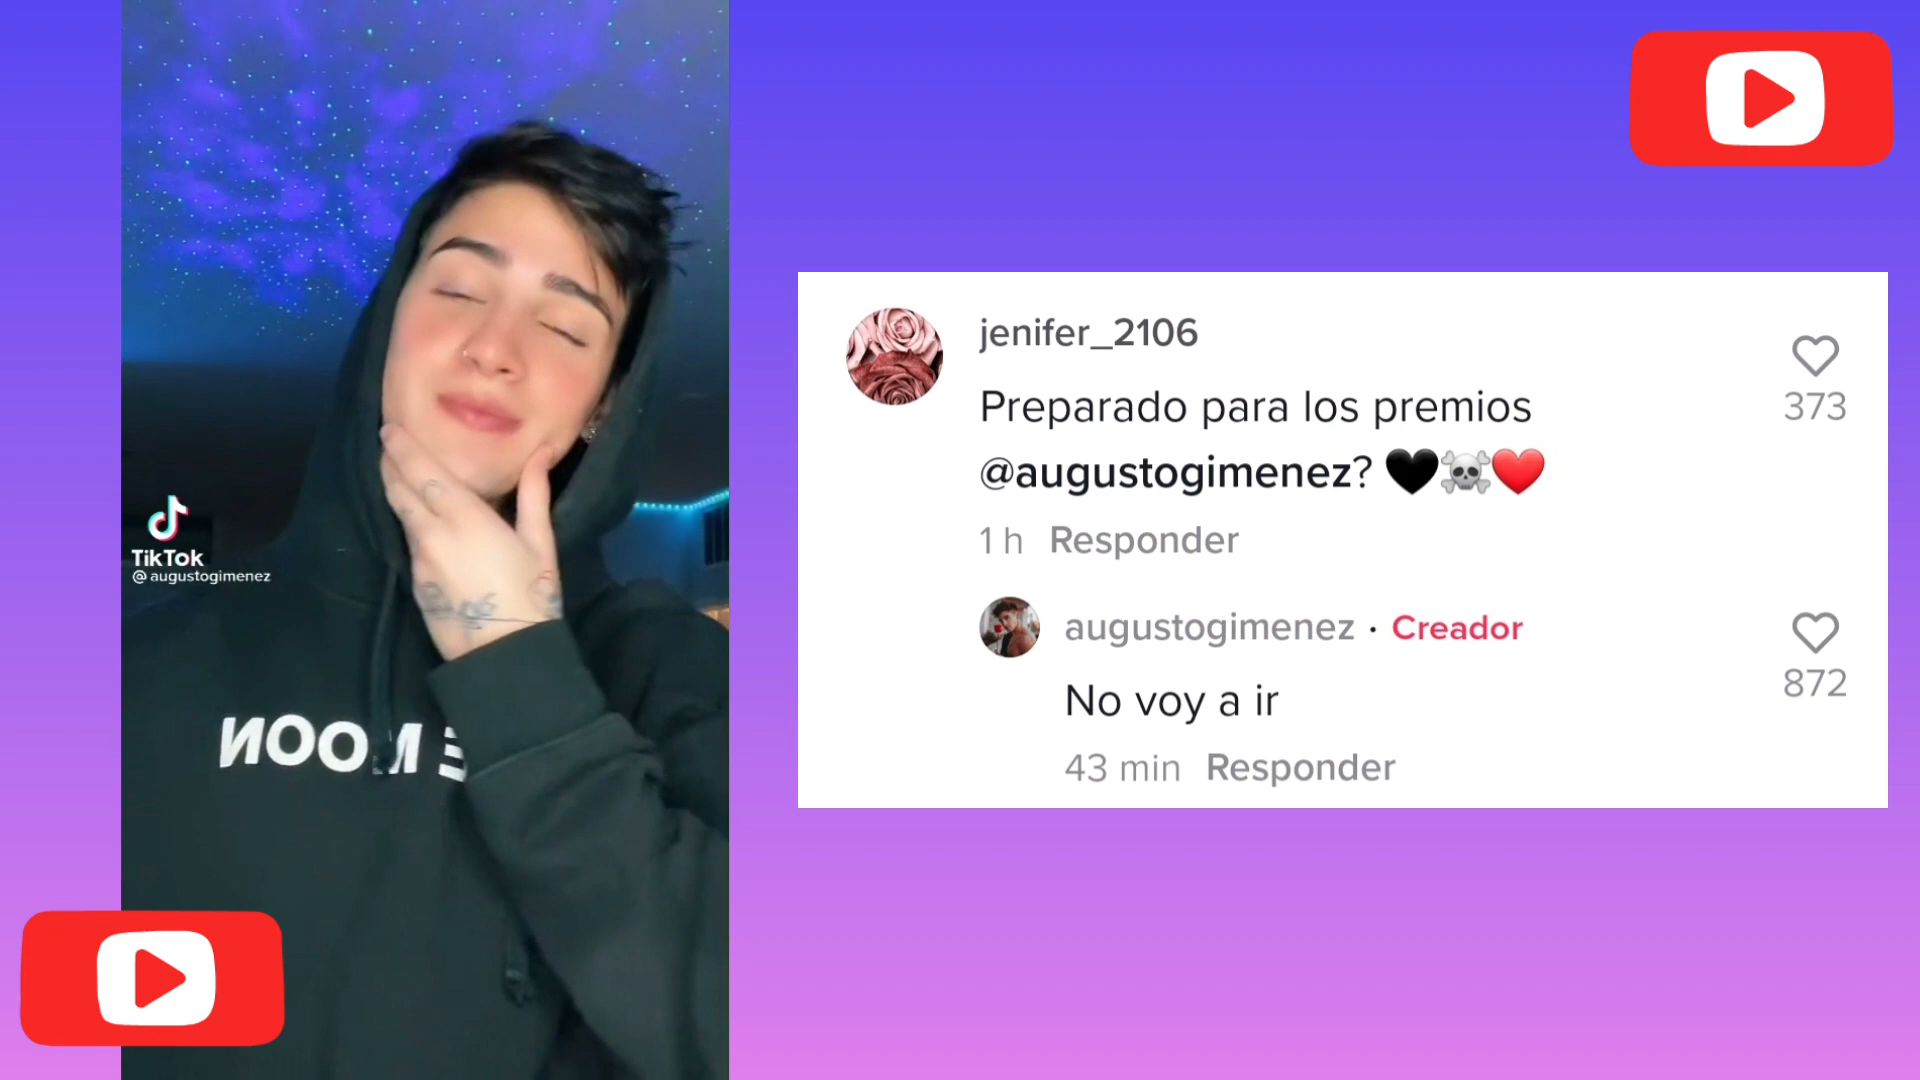 TikTok
@augustogimenez
NOOM E
jenifer_2106
Preparado para los premios
@augustogimenez? 🖤☠️❤️
373
1 h Responder
augustogimenez · Creador
No voy a ir
872
43 min Responder